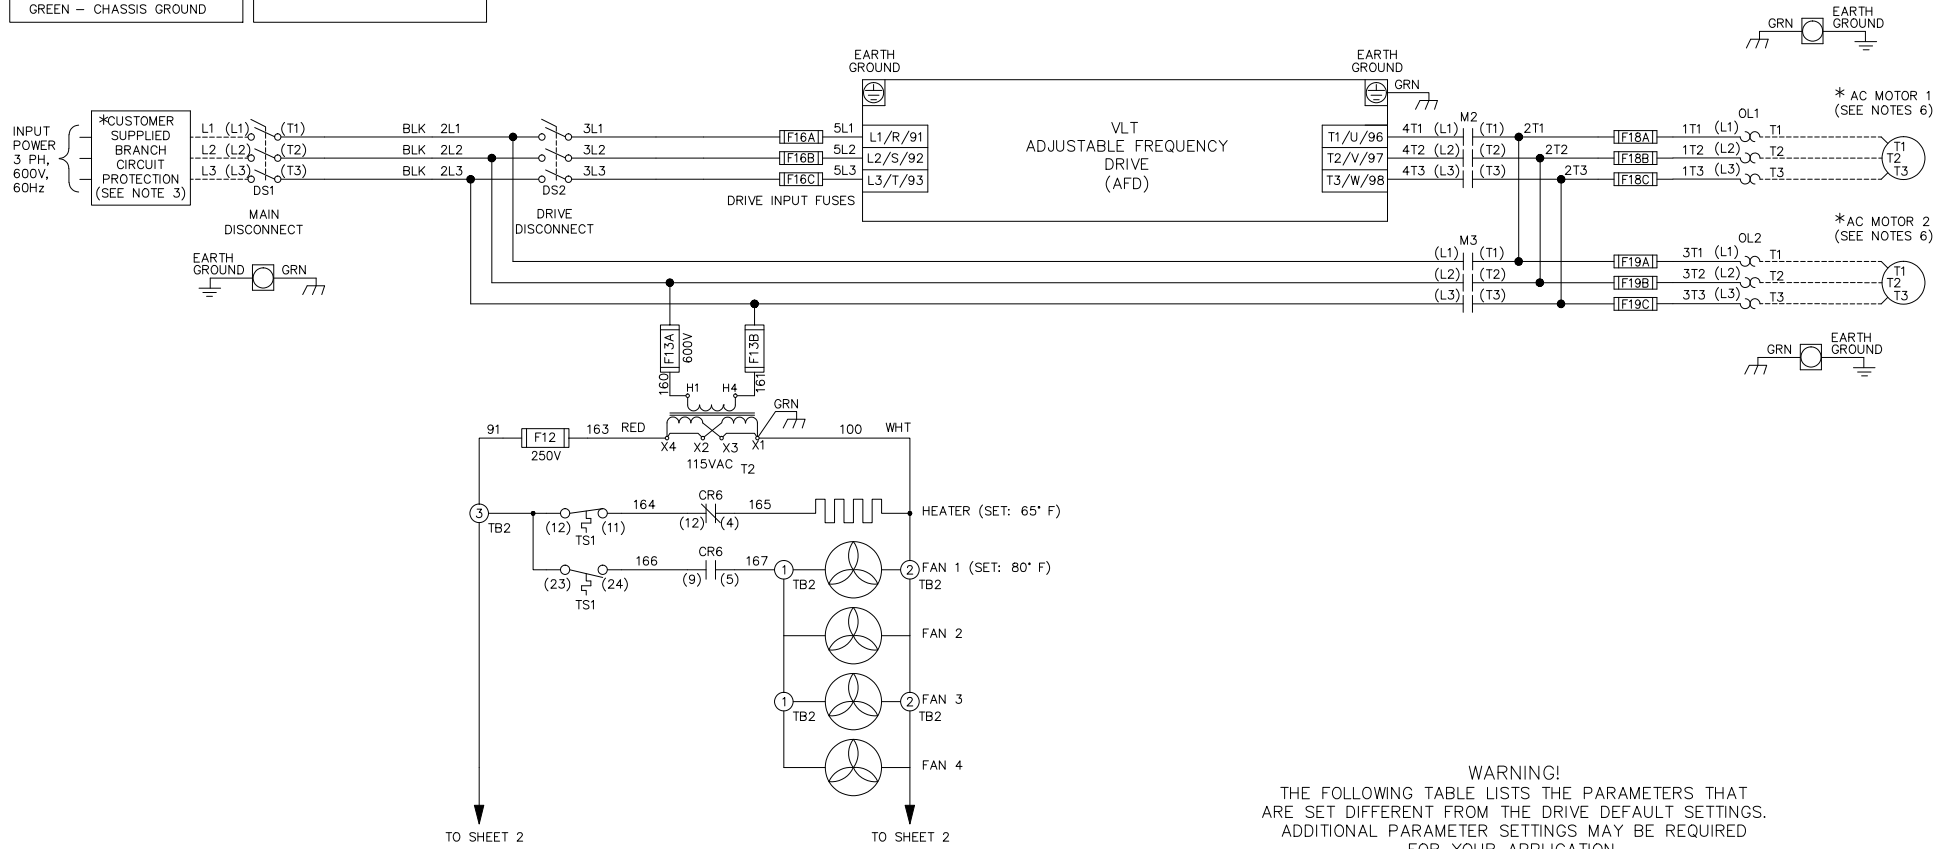 GREEN – CHASSIS GROUND
EARTH
GROUND
GRN
EARTH
GROUND
EARTH
GROUND
GRN
* AC MOTOR 1
(SEE NOTES 6)
INPUT
POWER
3 PH,
600V,
60Hz
*CUSTOMER
SUPPLIED
BRANCH
CIRCUIT
PROTECTION
(SEE NOTE 3)
L1 (L1) (T1) BLK 2L1 3L1 F16A 5L1 L1/R/91
L2 (L2) (T2) BLK 2L2 3L2 F16B 5L2 L2/S/92
L3 (L3) (T3) BLK 2L3 3L3 F16C 5L3 L3/T/93
DS1
MAIN
DISCONNECT
DS2
DRIVE
DISCONNECT
DRIVE INPUT FUSES
VLT
ADJUSTABLE FREQUENCY
DRIVE
(AFD)
M2
OL1
T1/U/96 4T1 (L1) (T1) 2T1 F18A 1T1 (L1) T1
T2/V/97 4T2 (L2) (T2) 2T2 F18B 1T2 (L2) T2
T3/W/98 4T3 (L3) (T3) 2T3 F18C 1T3 (L3) T3
T1
T2
T3
*AC MOTOR 2
(SEE NOTES 6)
M3
OL2
(L1) (T1) F19A 3T1 (L1) T1
(L2) (T2) F19B 3T2 (L2) T2
(L3) (T3) F19C 3T3 (L3) T3
T1
T2
T3
EARTH
GROUND
GRN
GRN
EARTH
GROUND
F13A
600V
F13B
160
H1 H4
161
GRN
91 F12 163 RED
250V
X4 X2 X3 X1
100 WHT
115VAC T2
3
TB2
(12) (11)
TS1
164
CR6
(12) (4)
165
HEATER (SET: 65° F)
(23) (24)
TS1
166
CR6
(9) (5)
167
1
TB2
2
TB2
FAN 1 (SET: 80° F)
FAN 2
1
TB2
2
TB2
FAN 3
FAN 4
TO SHEET 2
TO SHEET 2
WARNING!
THE FOLLOWING TABLE LISTS THE PARAMETERS THAT
ARE SET DIFFERENT FROM THE DRIVE DEFAULT SETTINGS.
ADDITIONAL PARAMETER SETTINGS MAY BE REQUIRED
FOR YOUR APPLICATION